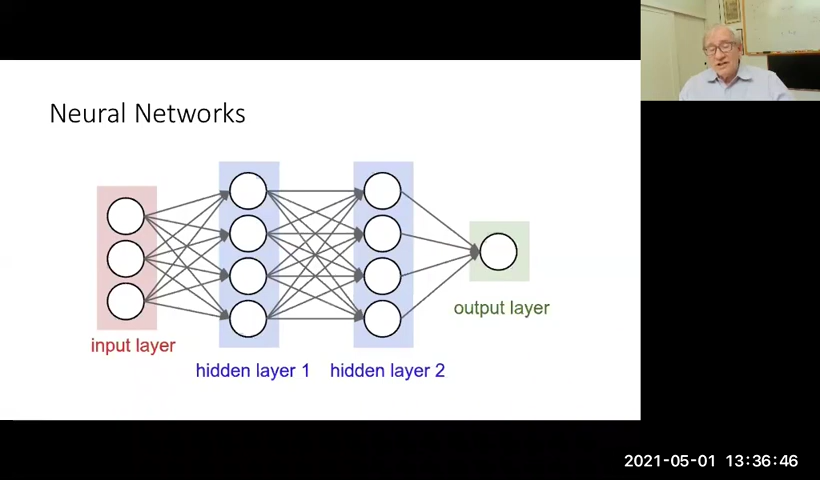 Neural Networks
input layer
hidden layer 1
hidden layer 2
output layer
2021-05-01 13:36:46